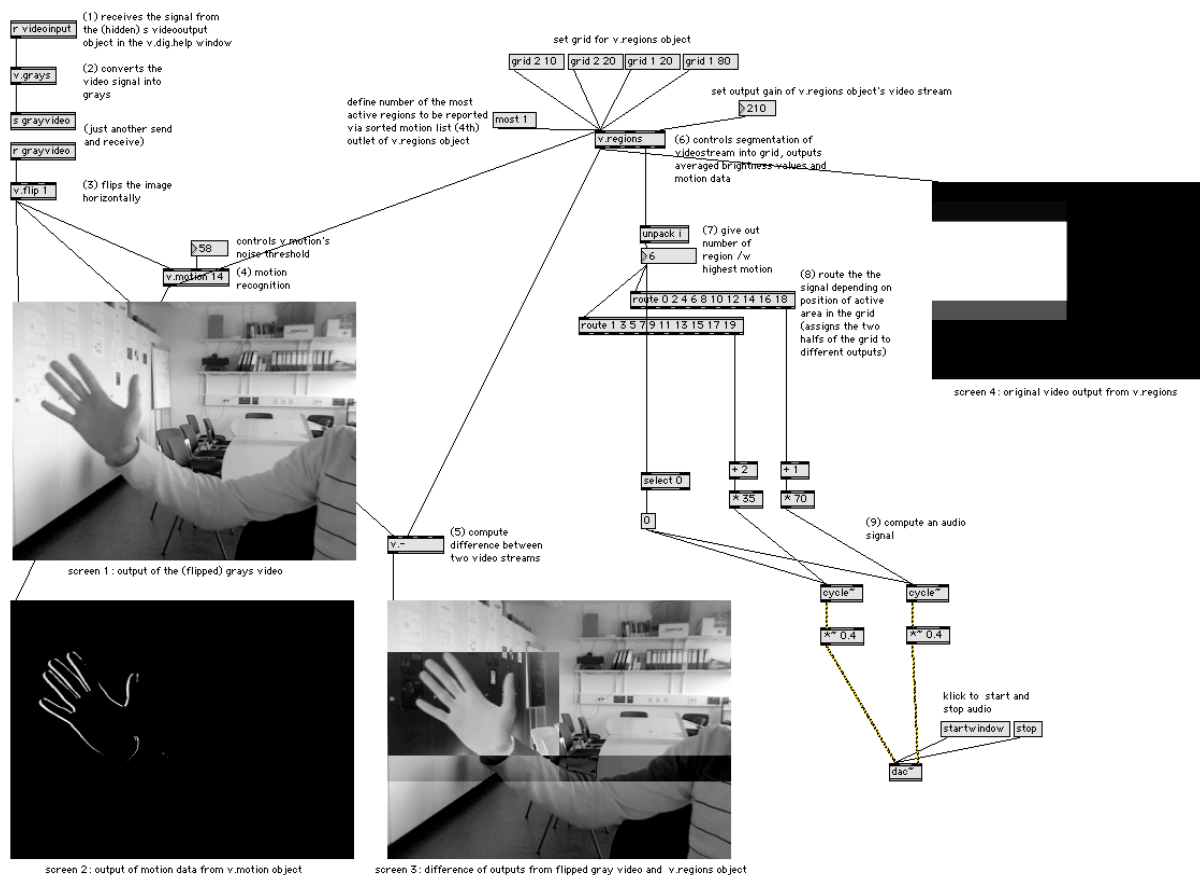 r videoinput
(1) receives the signal from
the (hidden) s videooutput
object in the v.dig.help window
v.grays
(2) converts the
video signal into
grays
s grayvideo
(just another send
and receive)
r grayvideo
v.flip 1
(3) flips the image
horizontally
58
controls v.motion's
noise threshold
v.motion 14
(4) motion
recognition
set grid for v.regions object
grid 2 10
grid 2 20
grid 1 20
grid 1 80
set output gain of v.regions object's video stream
210
define number of the most
active regions to be reported
via sorted motion list (4th)
outlet of v.regions object
most 1
v.regions
(6) controls segmentation of
videostream into grid, outputs
averaged brightness values and
motion data
unpack i
6
(7) give out
number of
region /w
highest motion
route 0 2 4 6 8 10 12 14 16 18
route 1 3 5 7 9 11 13 15 17 19
(8) route the the
signal depending on
position of active
area in the grid
(assigns the two
halfs of the grid to
different outputs)
screen 4: original video output from v.regions
select 0
0
+ 2
+ 1
* 35
* 70
(9) compute an audio
signal
v.-
(5) compute
difference between
two video streams
screen 1: output of the (flipped) grays video
cycle~
cycle~
*~ 0.4
*~ 0.4
klick to start and
stop audio
startwindow
stop
dac~
screen 2: output of motion data from v.motion object
screen 3: difference of outputs from flipped gray video and v.regions object